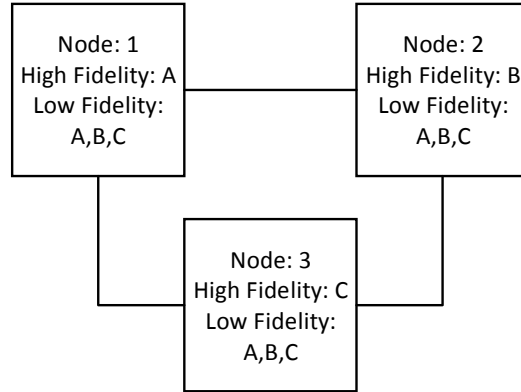 Node: 1
High Fidelity: A
Low Fidelity:
A,B,C
Node: 2
High Fidelity: B
Low Fidelity:
A,B,C
Node: 3
High Fidelity: C
Low Fidelity:
A,B,C